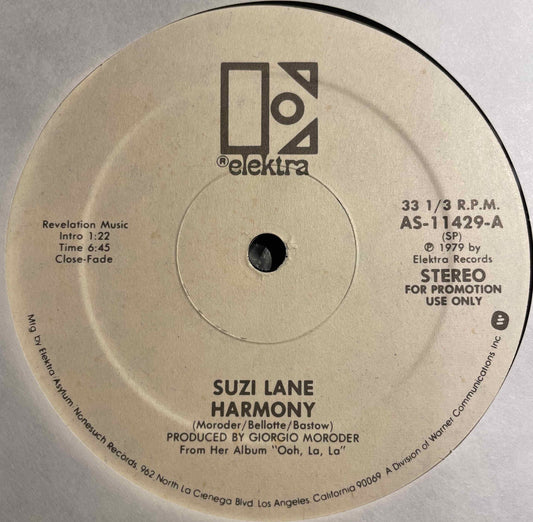 ® elektra
Revelation Music
Intro 1:22
Time 6:45
Close-Fade
33 1/3 R.P.M.
AS-11429-A
(SP)
℗ 1979 by
Elektra Records
STEREO
FOR PROMOTION
USE ONLY
SUZI LANE
HARMONY
(Moroder/Bellotte/Bastow)
PRODUCED BY GIORGIO MORODER
From Her Album "Ooh, La, La"
Mfg. by Elektra/Asylum/Nonesuch Records, 962 North La Cienega Blvd. Los Angeles, California 90069 A Division of Warner Communications Inc.